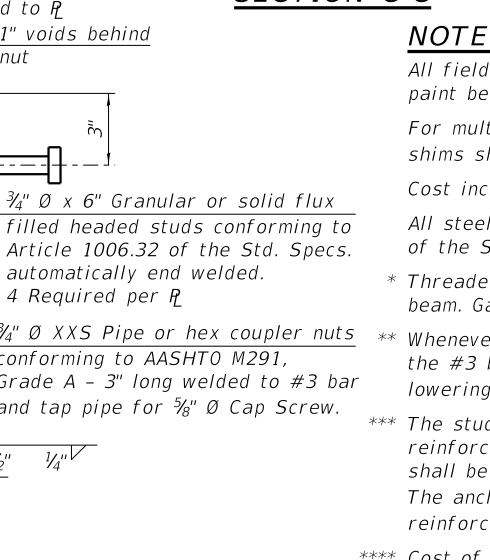 d to ⅊
1" voids behind
nut
3"
¾" Ø x 6" Granular or solid flux
filled headed studs conforming to
Article 1006.32 of the Std. Specs.
automatically end welded.
4 Required per ⅊
¾" Ø XXS Pipe or hex coupler nuts
conforming to AASHTO M291,
Grade A – 3" long welded to #3 bar
and tap pipe for ⅝" Ø Cap Screw.
¼"
NOTE
All field
paint be
For mult
shims sh
Cost inc
All steel
of the S
* Threade
beam. Ga
** Wheneve
the #3 b
lowering
*** The stud
reinforc
shall be
The anch
reinforc
**** Cost of